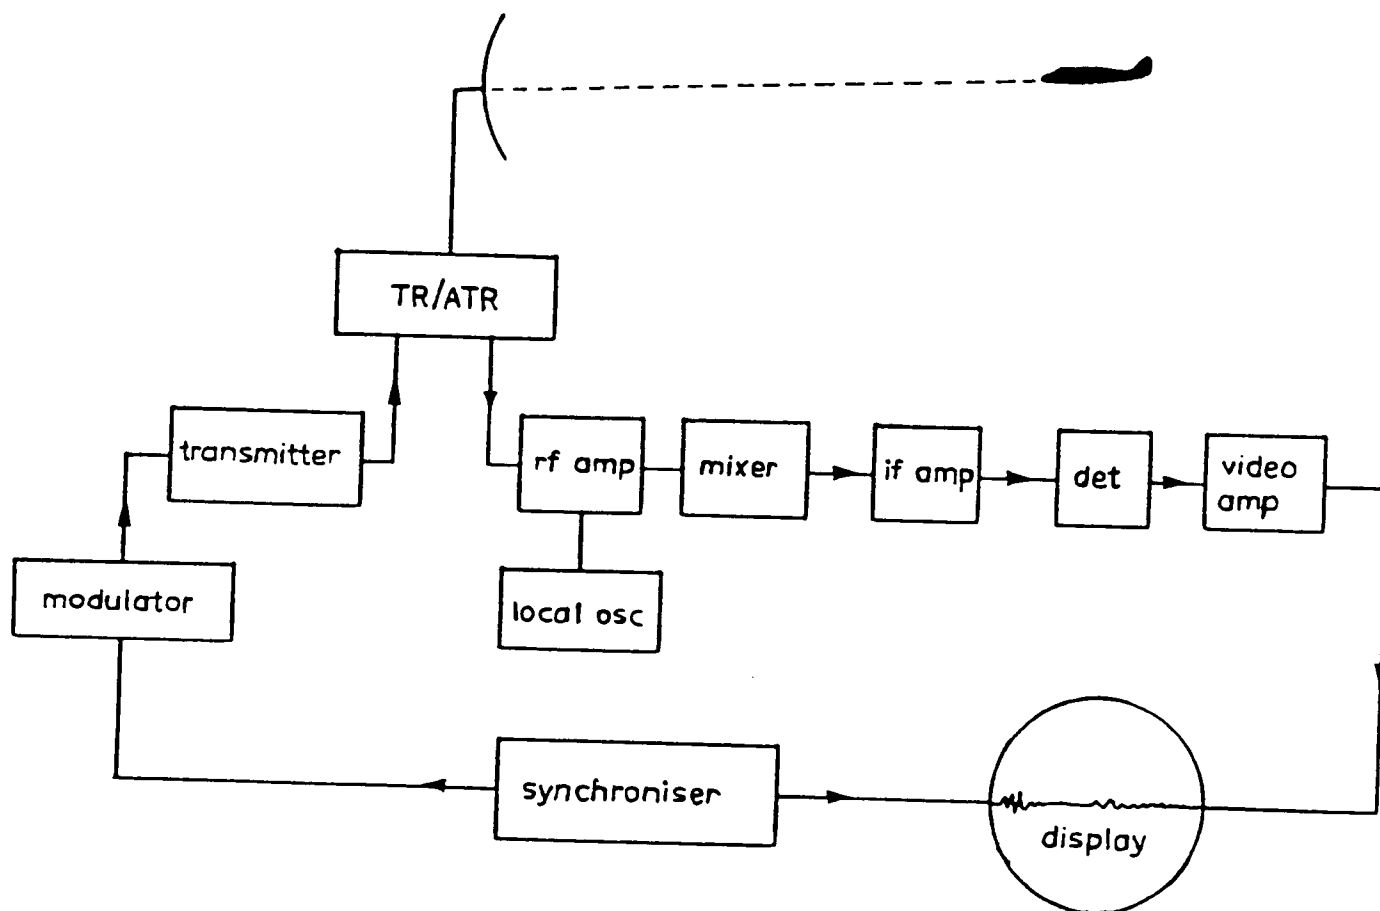 TR/ATR
transmitter
rf amp
mixer
if amp
det
video
amp
modulator
local osc
synchroniser
display